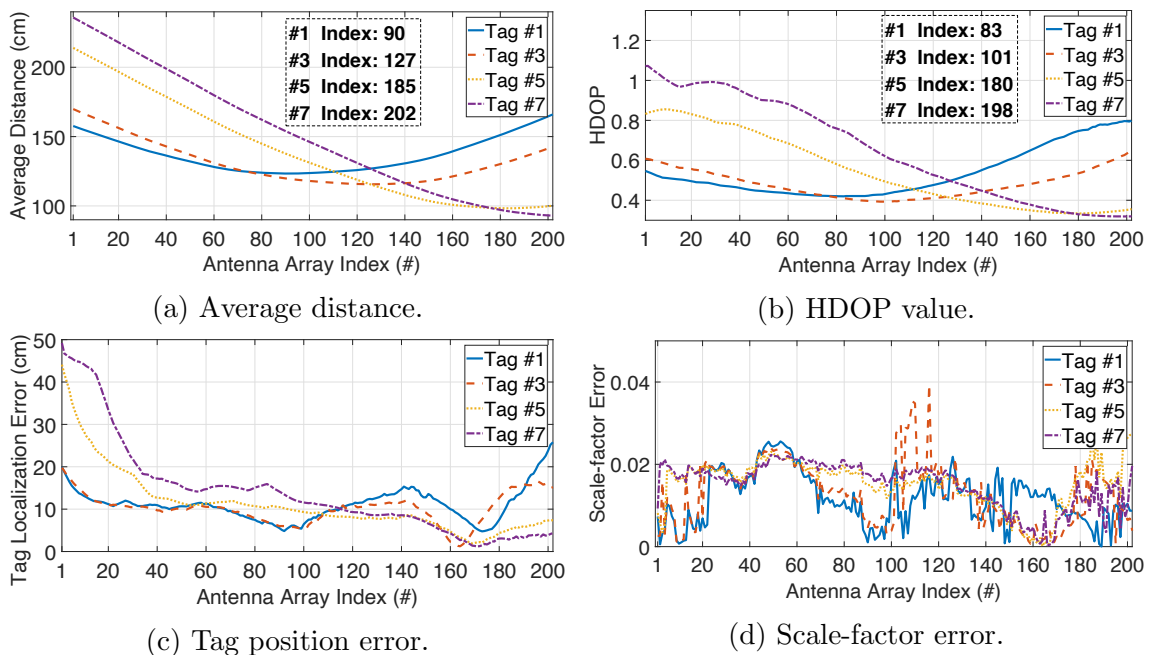 Average Distance (cm)
200
150
100
#1 Index: 90
#3 Index: 127
#5 Index: 185
#7 Index: 202
Tag #1
Tag #3
Tag #5
Tag #7
1 20 40 60 80 100 120 140 160 180 200
Antenna Array Index (#)
(a) Average distance.
HDOP
1.2
1
0.8
0.6
0.4
#1 Index: 83
#3 Index: 101
#5 Index: 180
#7 Index: 198
Tag #1
Tag #3
Tag #5
Tag #7
1 20 40 60 80 100 120 140 160 180 200
Antenna Array Index (#)
(b) HDOP value.
Tag Localization Error (cm)
50
40
30
20
10
0
Tag #1
Tag #3
Tag #5
Tag #7
1 20 40 60 80 100 120 140 160 180 200
Antenna Array Index (#)
(c) Tag position error.
Scale-factor Error
0.04
0.02
0
Tag #1
Tag #3
Tag #5
Tag #7
1 20 40 60 80 100 120 140 160 180 200
Antenna Array Index (#)
(d) Scale-factor error.